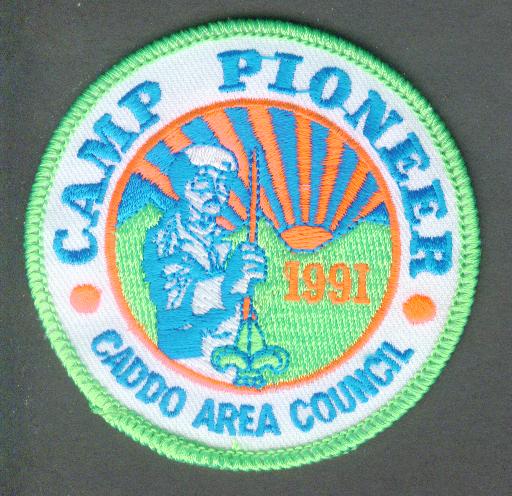 CAMP PIONEER
1991
CADDO AREA COUNCIL